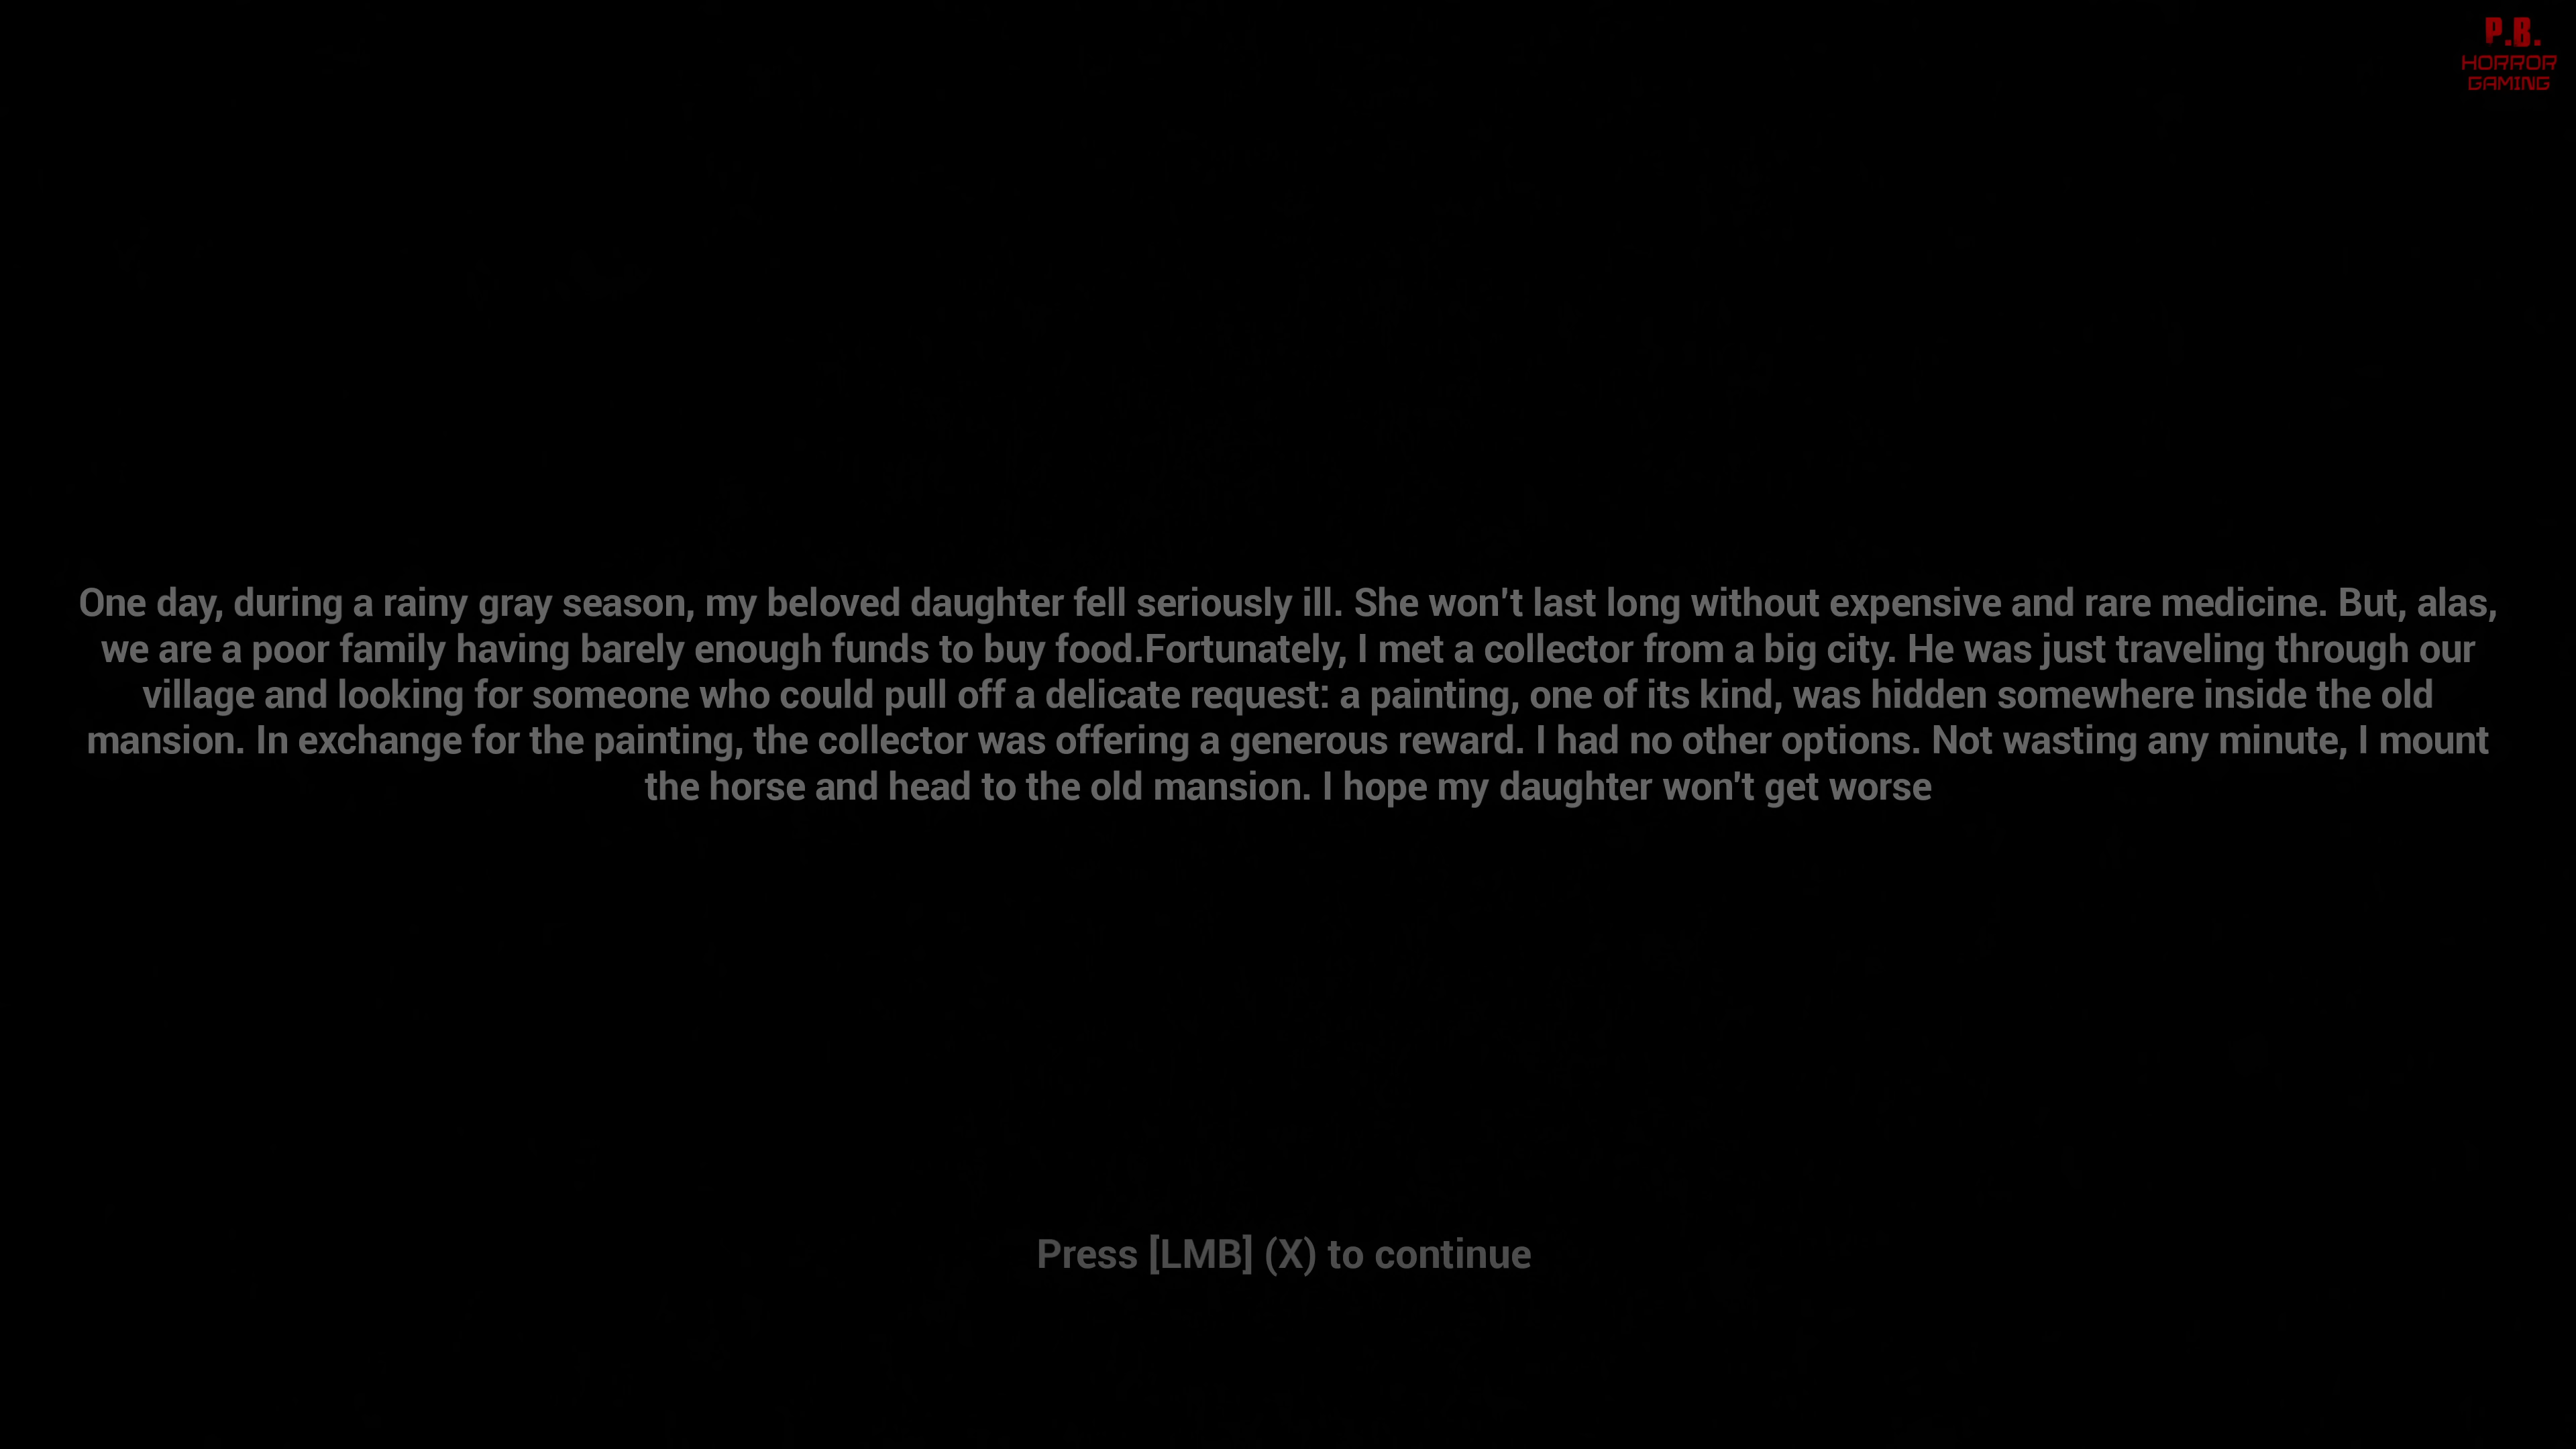 P.B.
HORROR
GAMING
One day, during a rainy gray season, my beloved daughter fell seriously ill. She won't last long without expensive and rare medicine. But, alas,
we are a poor family having barely enough funds to buy food.Fortunately, I met a collector from a big city. He was just traveling through our
village and looking for someone who could pull off a delicate request: a painting, one of its kind, was hidden somewhere inside the old
mansion. In exchange for the painting, the collector was offering a generous reward. I had no other options. Not wasting any minute, I mount
the horse and head to the old mansion. I hope my daughter won't get worse
Press [LMB] (X) to continue